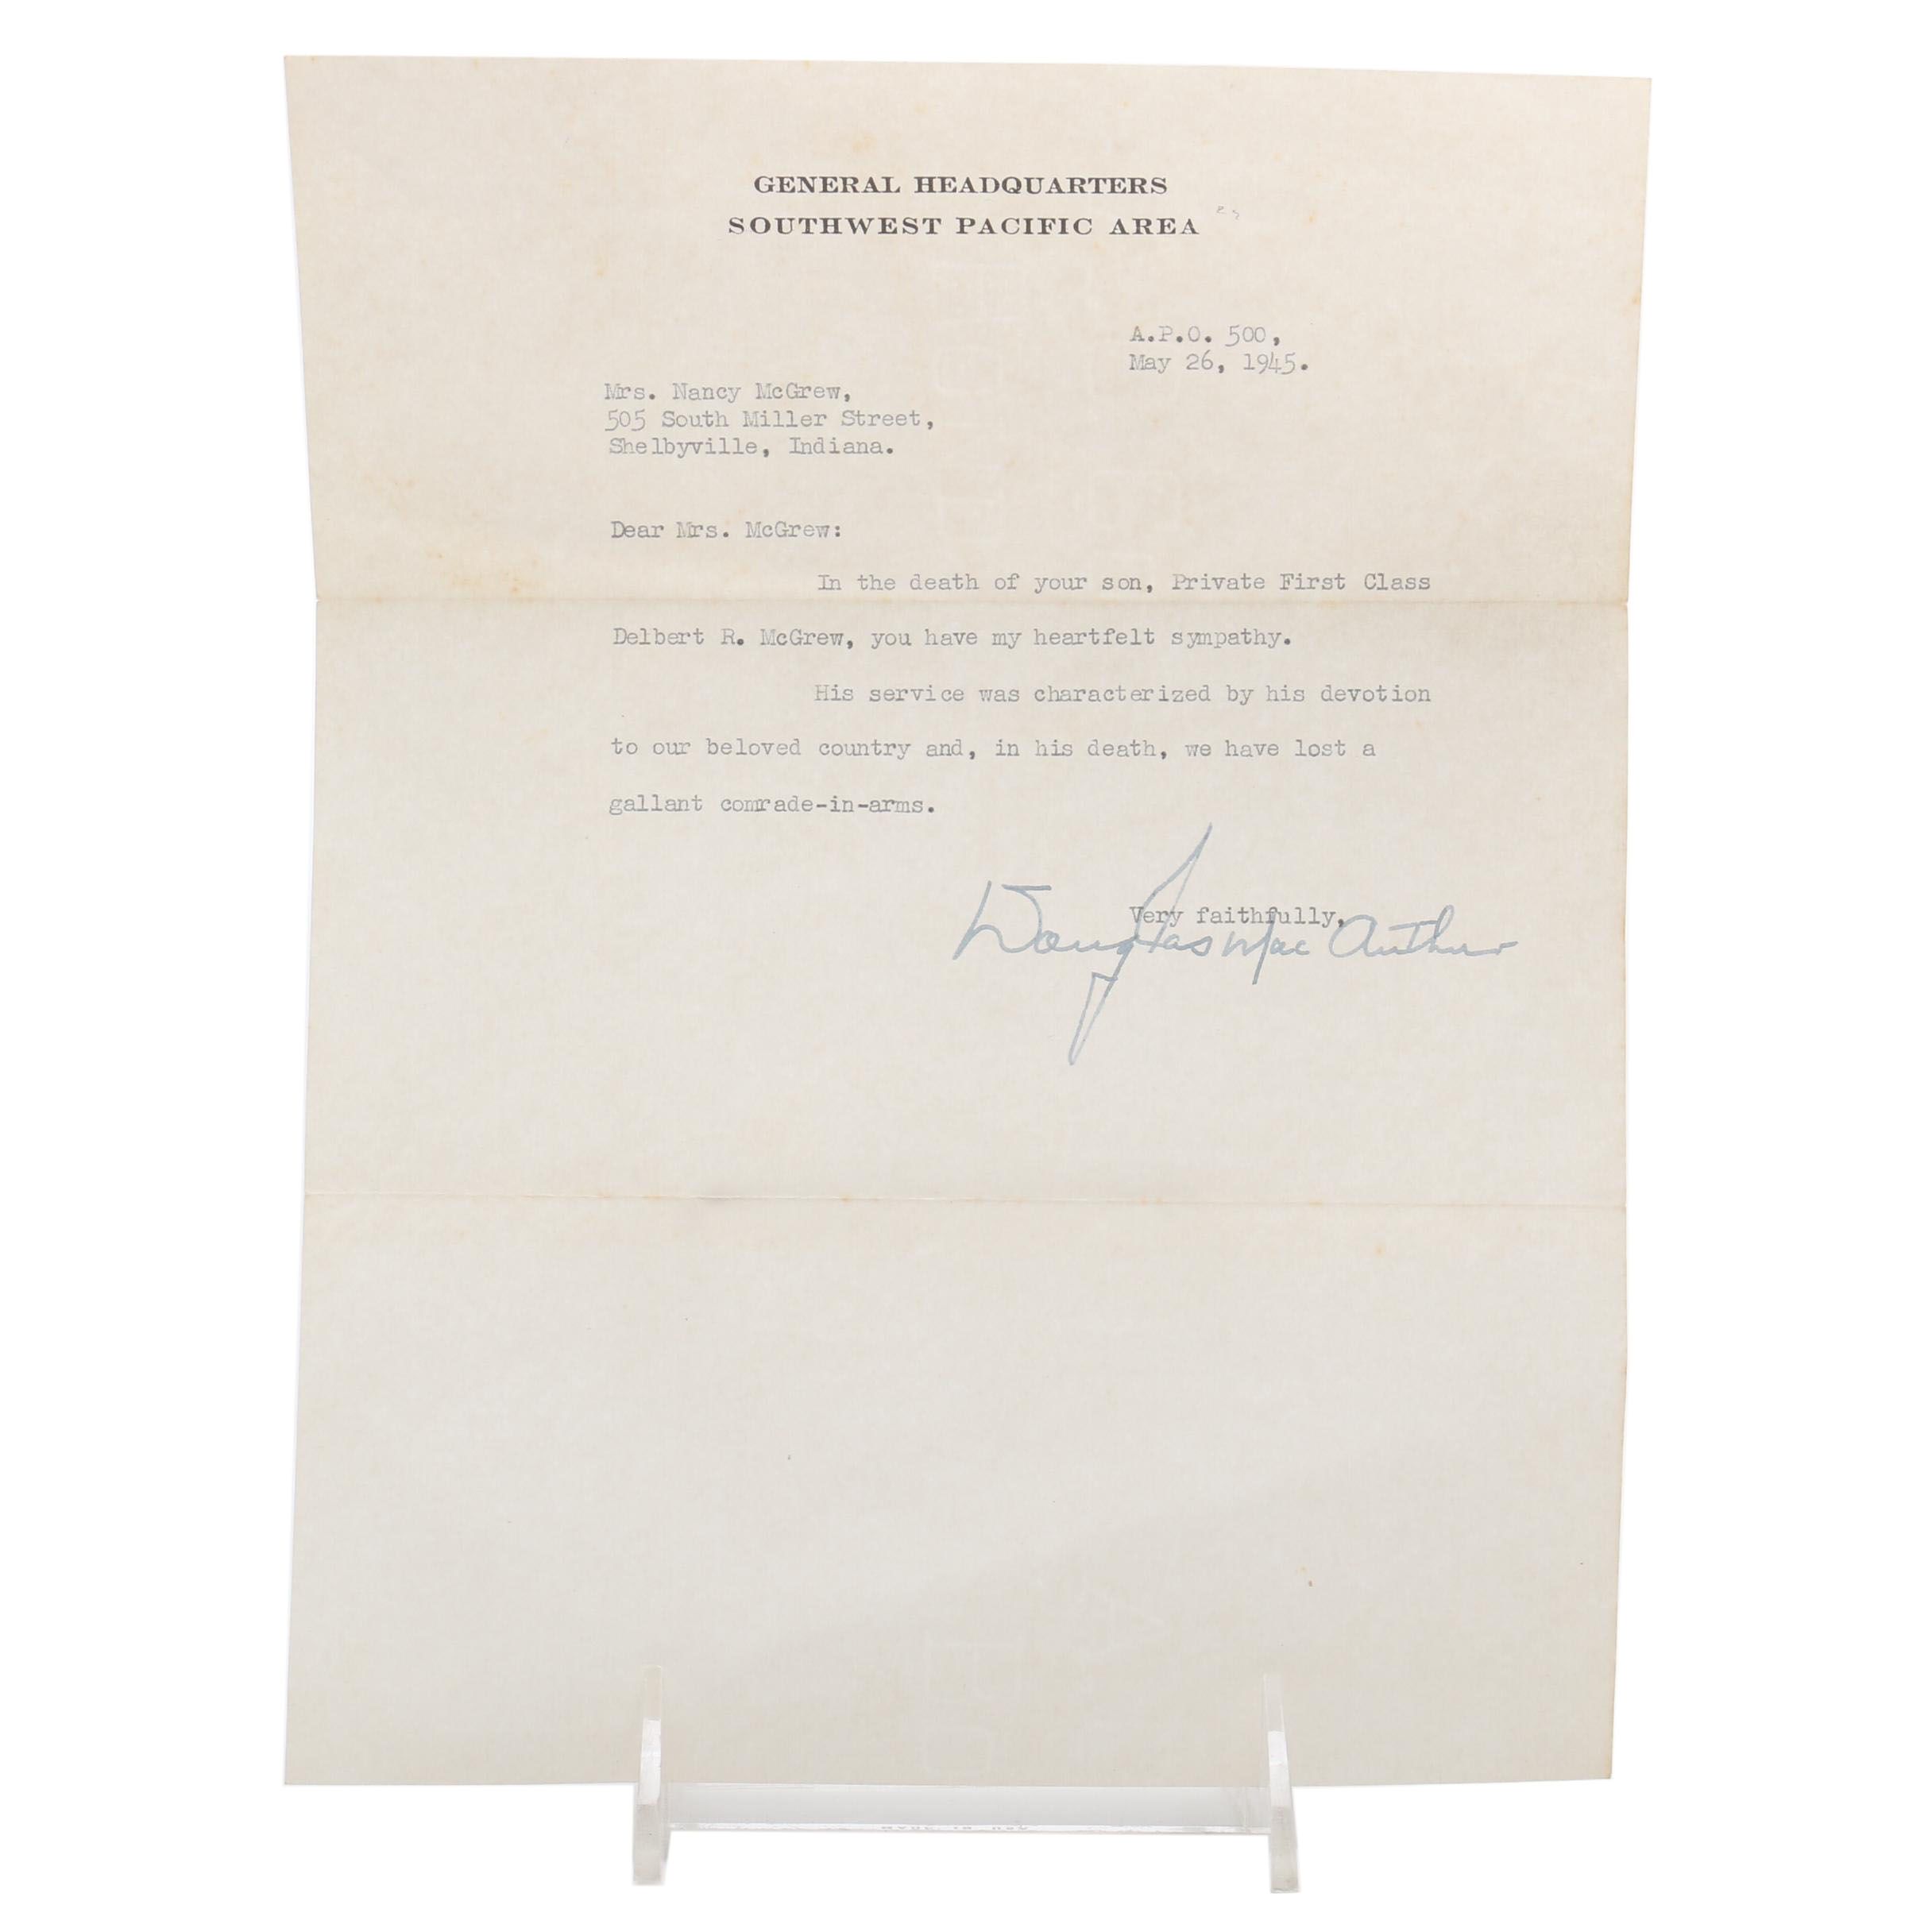 GENERAL HEADQUARTERS
SOUTHWEST PACIFIC AREA
A.P.O. 500,
May 26, 1945.
Mrs. Nancy McGrew,
505 South Miller Street,
Shelbyville, Indiana.
Dear Mrs. McGrew:
In the death of your son, Private First Class
Delbert R. McGrew, you have my heartfelt sympathy.
His service was characterized by his devotion
to our beloved country and, in his death, we have lost a
gallant comrade-in-arms.
Very faithfully,
Douglas MacArthur
MADE IN USA